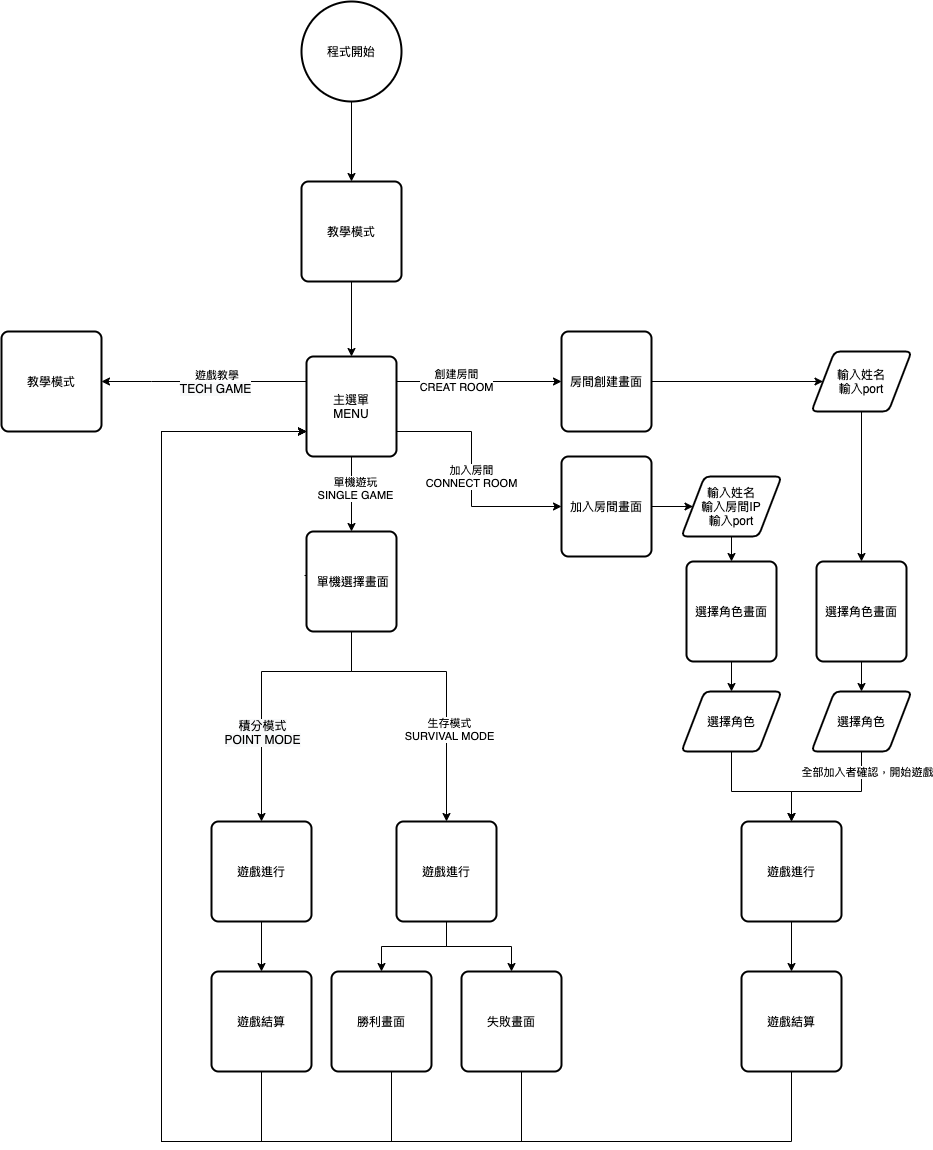 程式開始
教學模式
教學模式
遊戲教學
TECH GAME
主選單
MENU
創建房間
CREAT ROOM
房間創建畫面
輸入姓名
輸入port
加入房間
CONNECT ROOM
加入房間畫面
輸入姓名
輸入房間IP
輸入port
單機遊玩
SINGLE GAME
單機選擇畫面
選擇角色畫面
選擇角色畫面
積分模式
POINT MODE
生存模式
SURVIVAL MODE
選擇角色
選擇角色
全部加入者確認，開始遊戲
遊戲進行
遊戲進行
遊戲進行
遊戲結算
勝利畫面
失敗畫面
遊戲結算